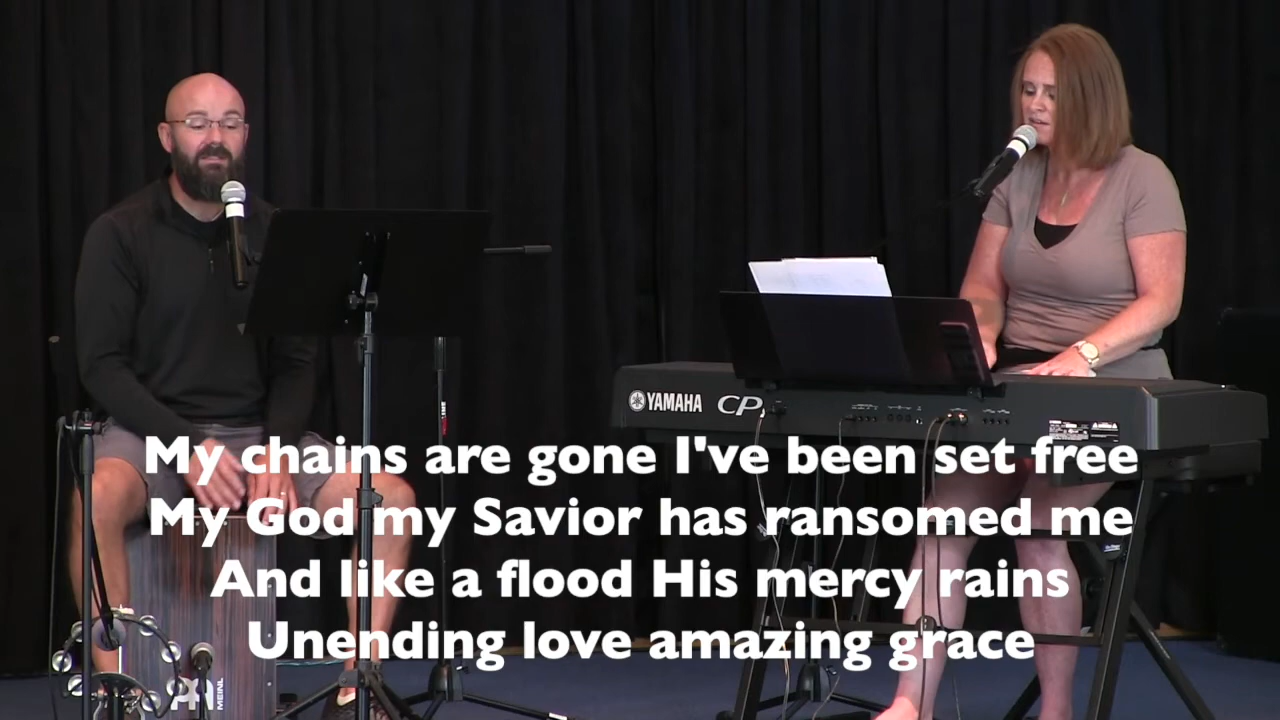 YAMAHA CP
My chains are gone I've been set free
My God my Savior has ransomed me
And like a flood His mercy rains
Unending love amazing grace
MEINL